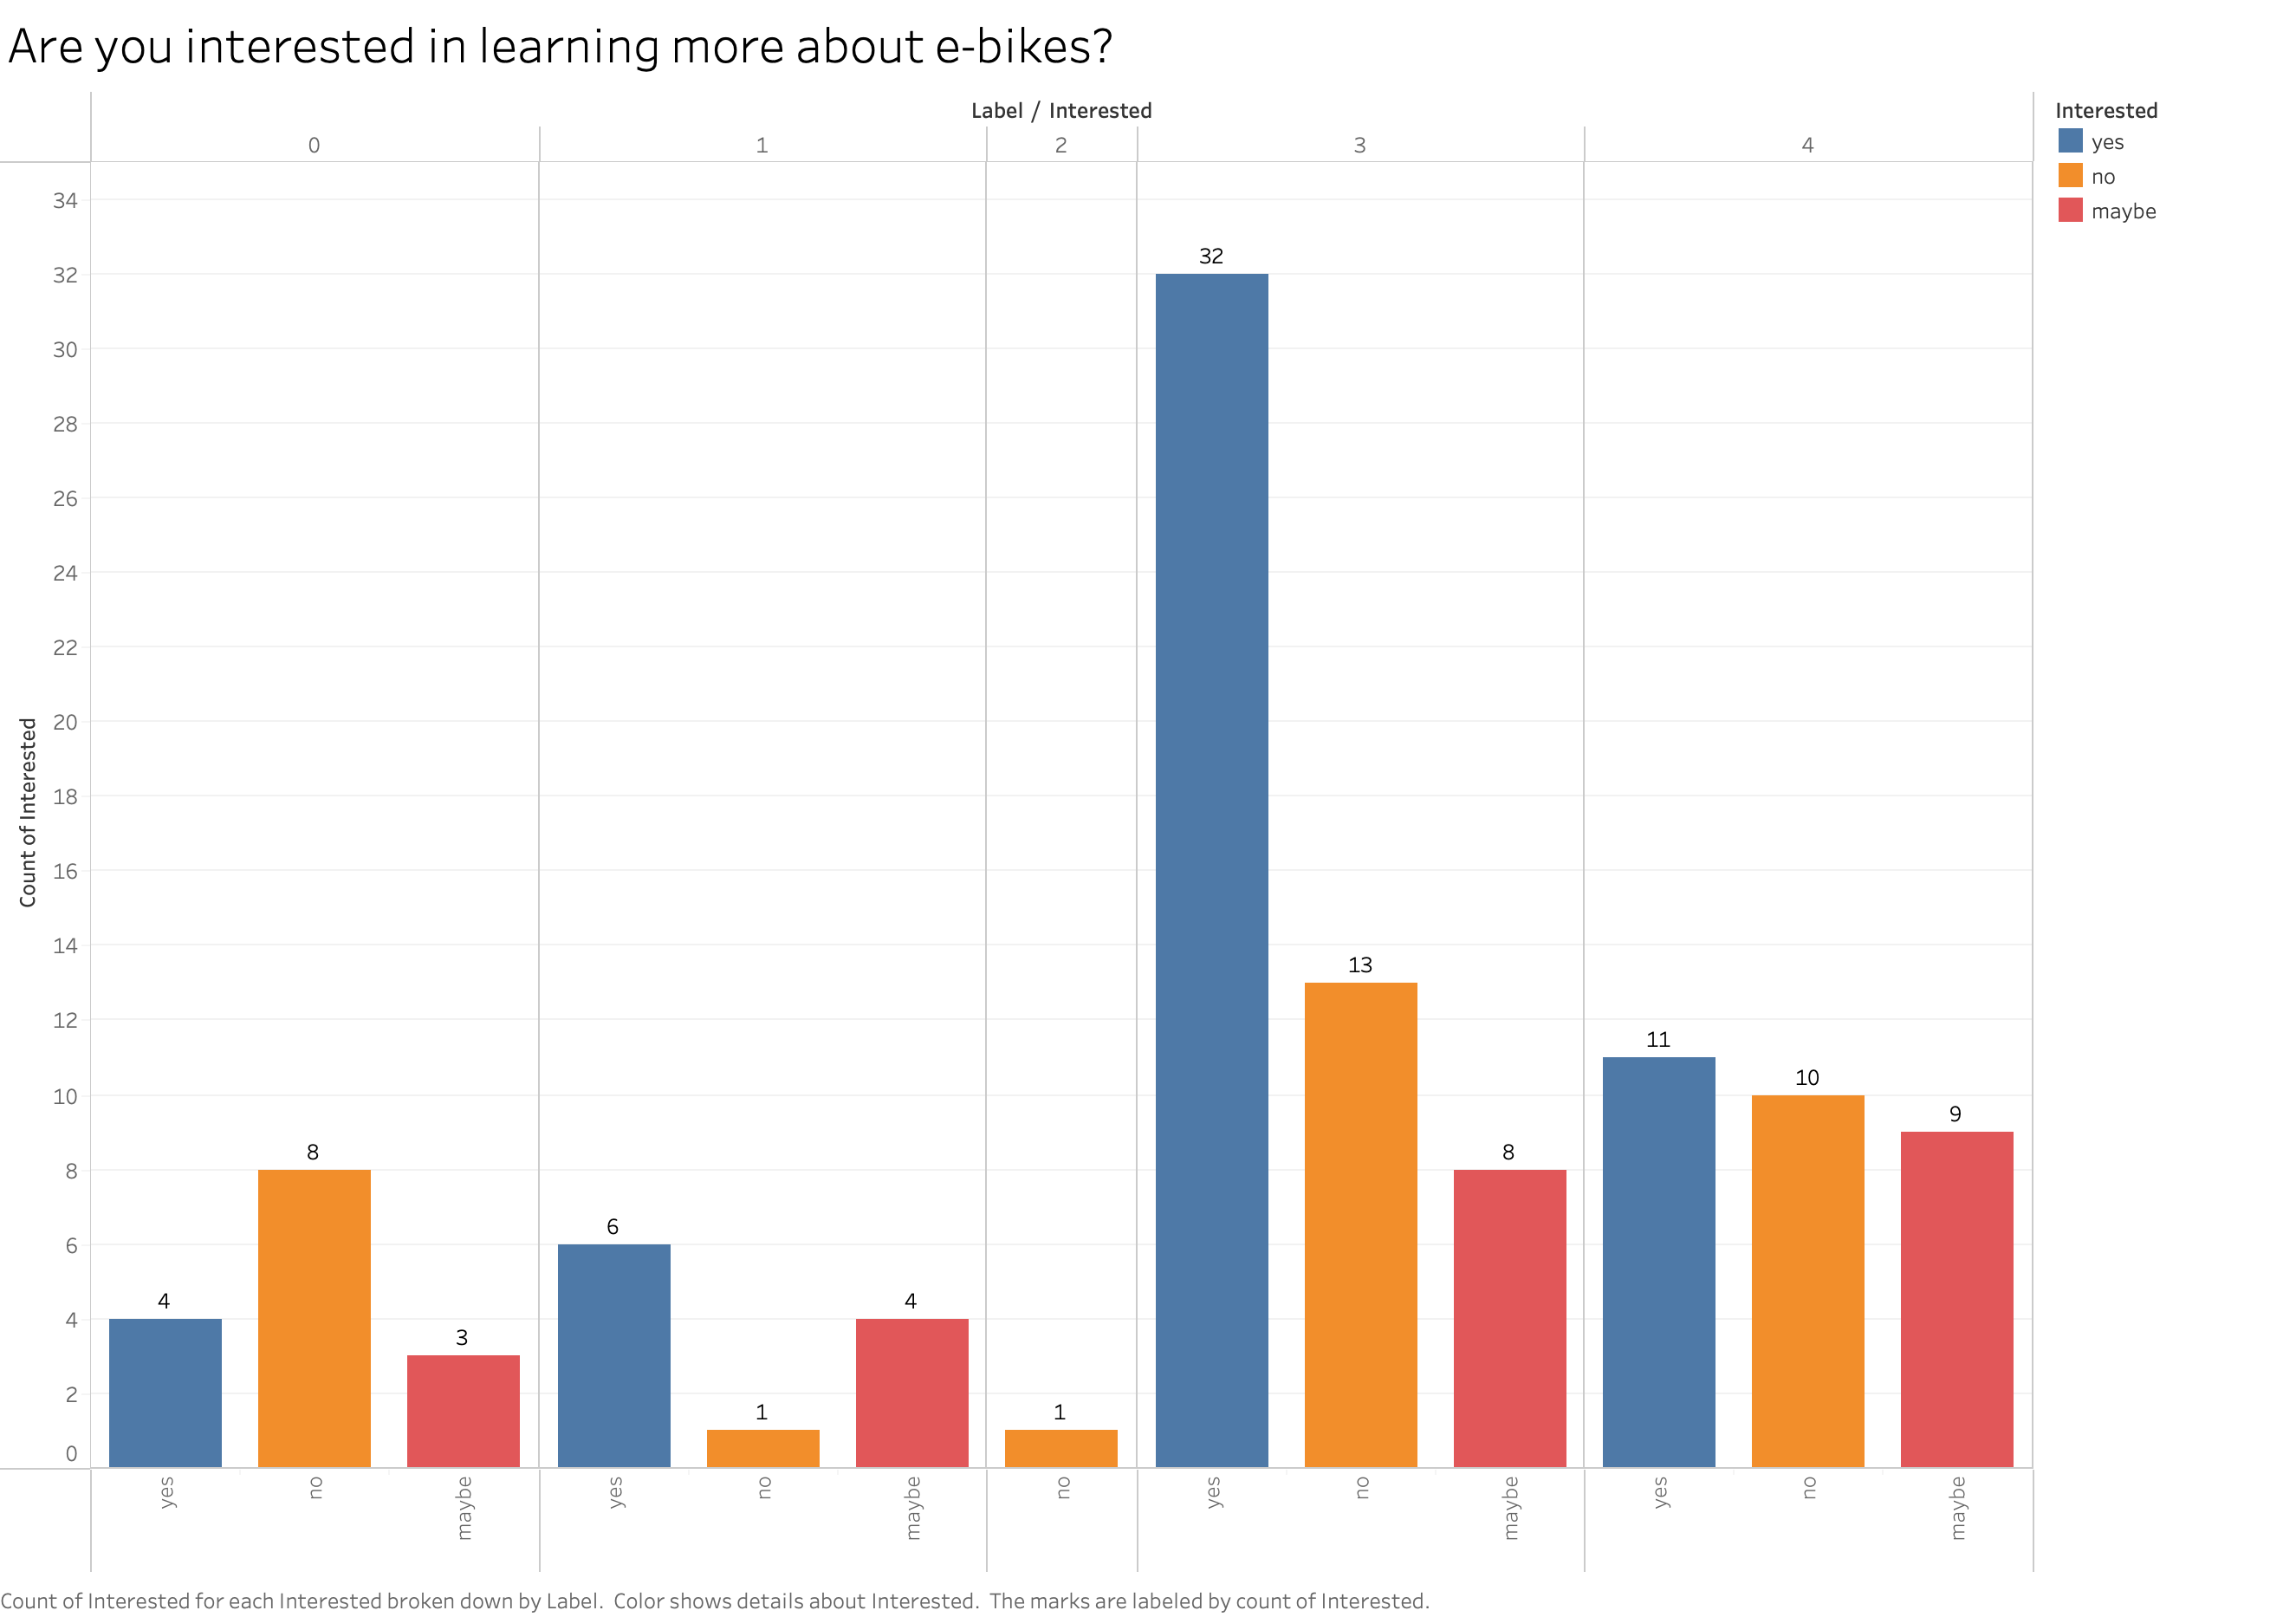 Are you interested in learning more about e-bikes?
Label / Interested
0 1 2 3 4
Interested
yes
no
maybe
Count of Interested
34
32
30
28
26
24
22
20
18
16
14
12
10
8
6
4
2
0
4 8 3 6 1 4 1 32 13 8 11 10 9
yes no maybe yes no maybe no yes no maybe yes no maybe
Count of Interested for each Interested broken down by Label.  Color shows details about Interested.  The marks are labeled by count of Interested.